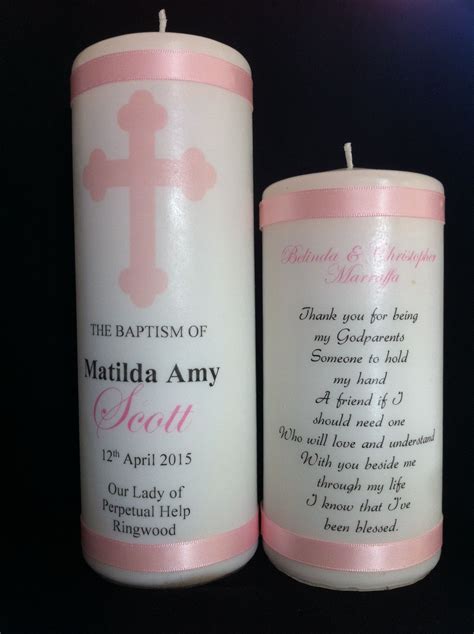 THE BAPTISM OF
Matilda Amy
Scott
12th April 2015
Our Lady of
Perpetual Help
Ringwood
Belinda & Christopher
Marraffa
Thank you for being
my Godparents
Someone to hold
my hand
A friend if I
should need one
Who will love and understand
With you beside me
through my life
I know that I've
been blessed.